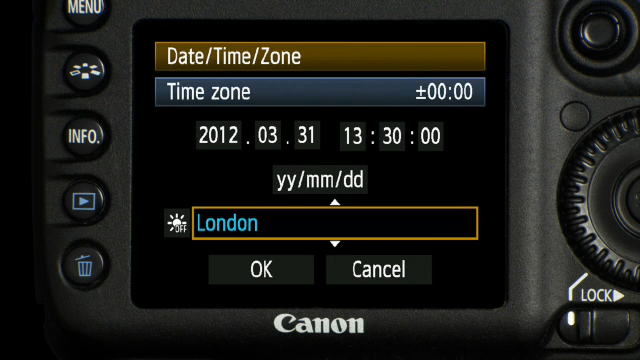 MENU
Date/Time/Zone
Time zone ±00:00
INFO.
2012 . 03 . 31 13 : 30 : 00
yy/mm/dd
OFF London
OK Cancel
LOCK▶
Canon